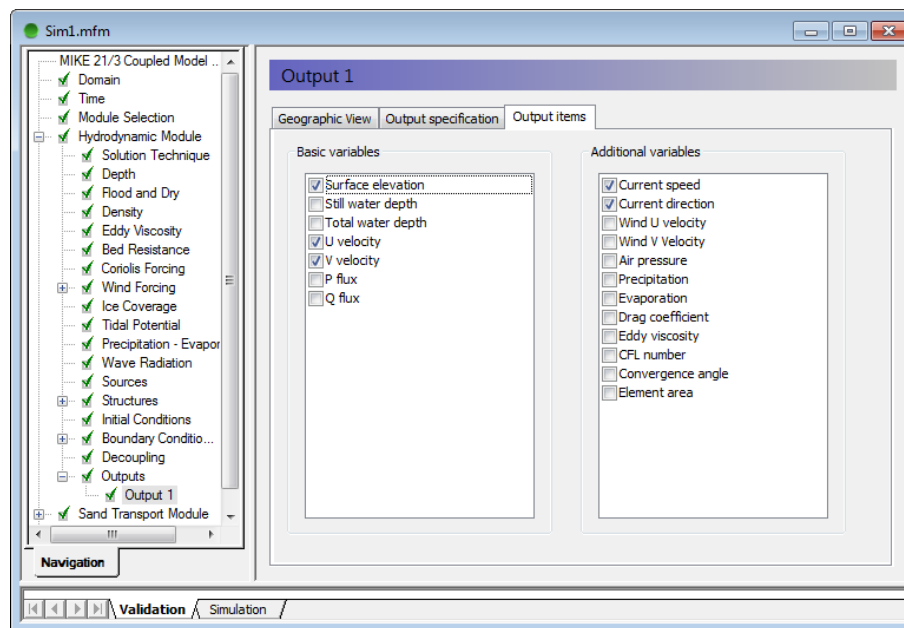 Sim1.mfm
MIKE 21/3 Coupled Model ..
Domain
Time
Module Selection
Hydrodynamic Module
Solution Technique
Depth
Flood and Dry
Density
Eddy Viscosity
Bed Resistance
Coriolis Forcing
Wind Forcing
Ice Coverage
Tidal Potential
Precipitation - Evapor
Wave Radiation
Sources
Structures
Initial Conditions
Boundary Conditio...
Decoupling
Outputs
Output 1
Sand Transport Module
Navigation
Output 1
Geographic View
Output specification
Output items
Basic variables
Surface elevation
Still water depth
Total water depth
U velocity
V velocity
P flux
Q flux
Additional variables
Current speed
Current direction
Wind U velocity
Wind V Velocity
Air pressure
Precipitation
Evaporation
Drag coefficient
Eddy viscosity
CFL number
Convergence angle
Element area
Validation
Simulation